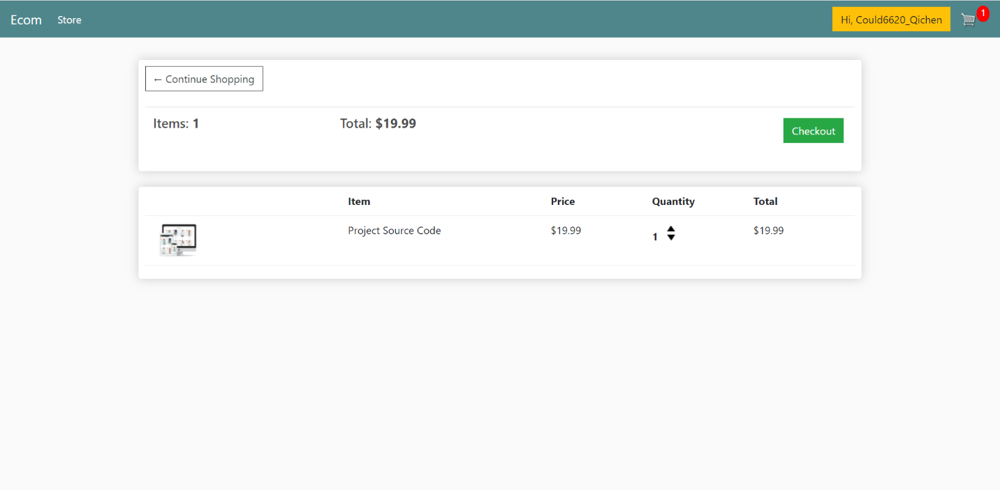 Ecom Store Hi, Could6620_Qichen 1
← Continue Shopping
Items: 1 Total: $19.99 Checkout
Item Price Quantity Total
Project Source Code $19.99 1 $19.99